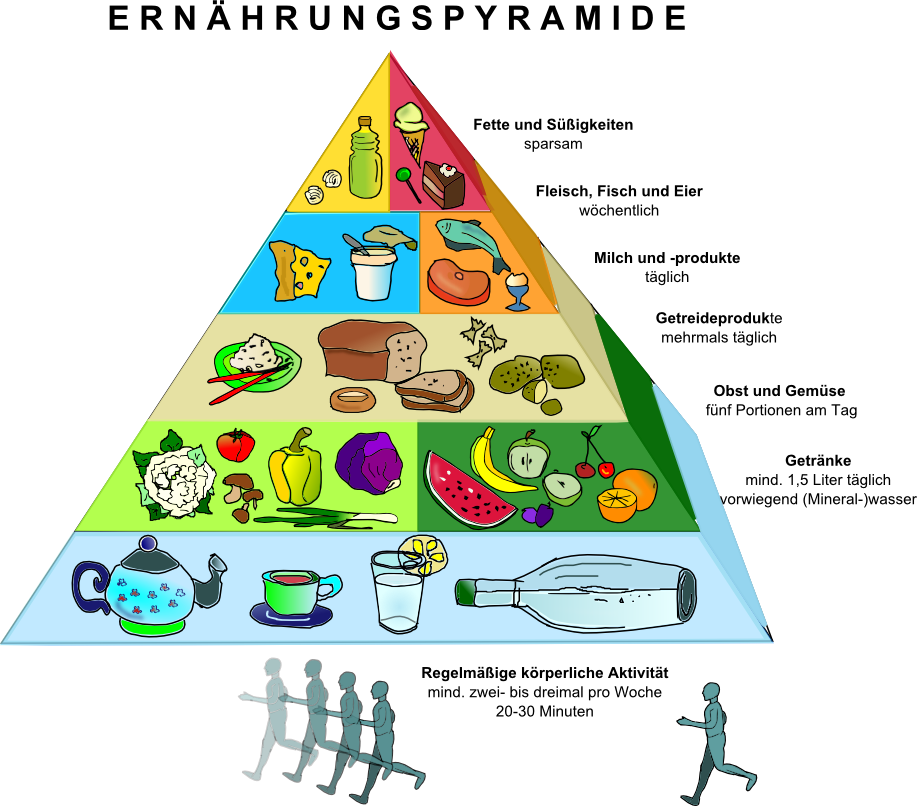 ERNÄHRUNGSPYRAMIDE
Fette und Süßigkeiten
sparsam
Fleisch, Fisch und Eier
wöchentlich
Milch und -produkte
täglich
Getreideprodukte
mehrmals täglich
Obst und Gemüse
fünf Portionen am Tag
Getränke
mind. 1,5 Liter täglich
vorwiegend (Mineral-)wasser
Regelmäßige körperliche Aktivität
mind. zwei- bis dreimal pro Woche
20-30 Minuten